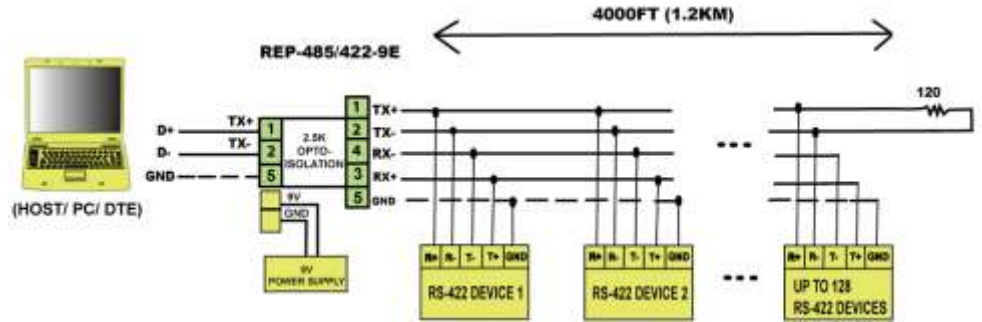 4000FT (1.2KM)
REP-485/422-9E
120
D+ TX+ 1
D- TX- 2
GND 5
2.5K
OPTO-
ISOLATION
1 TX+
2 TX-
4 RX-
3 RX+
5 GND
9V
GND
(HOST/ PC/ DTE)
9V
POWER SUPPLY
R+ R- T- T+ GND
RS-422 DEVICE 1
R+ R- T- T+ GND
RS-422 DEVICE 2
R+ R- T- T+ GND
UP TO 128
RS-422 DEVICES